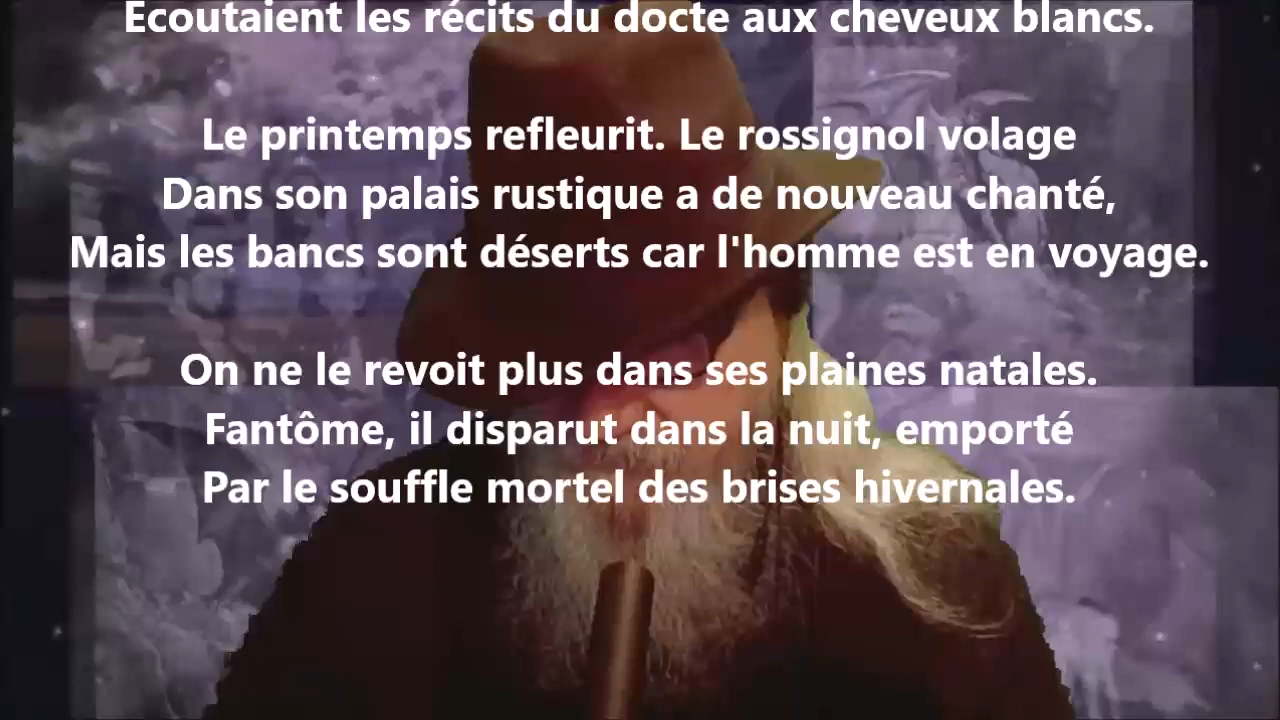 Ecoutaient les récits du docte aux cheveux blancs.
Le printemps refleurit. Le rossignol volage
Dans son palais rustique a de nouveau chanté,
Mais les bancs sont déserts car l'homme est en voyage.
On ne le revoit plus dans ses plaines natales.
Fantôme, il disparut dans la nuit, emporté
Par le souffle mortel des brises hivernales.